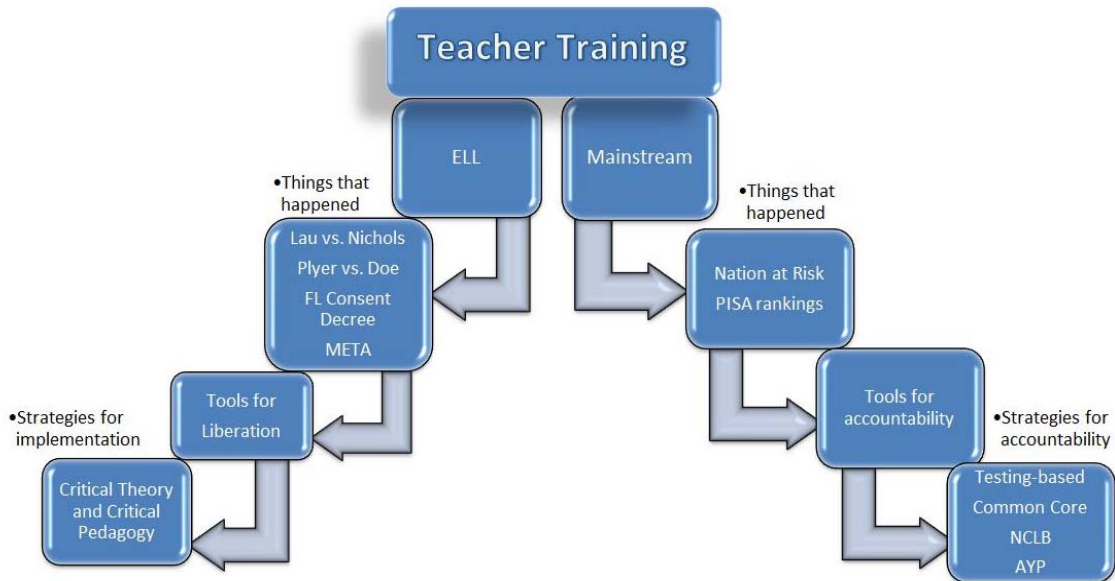 Teacher Training
ELL
Mainstream
•Things that
happened
Lau vs. Nichols
Plyer vs. Doe
FL Consent
Decree
META
Tools for
Liberation
•Strategies for
implementation
Critical Theory
and Critical
Pedagogy
•Things that
happened
Nation at Risk
PISA rankings
Tools for
accountability
•Strategies for
accountability
Testing-based
Common Core
NCLB
AYP